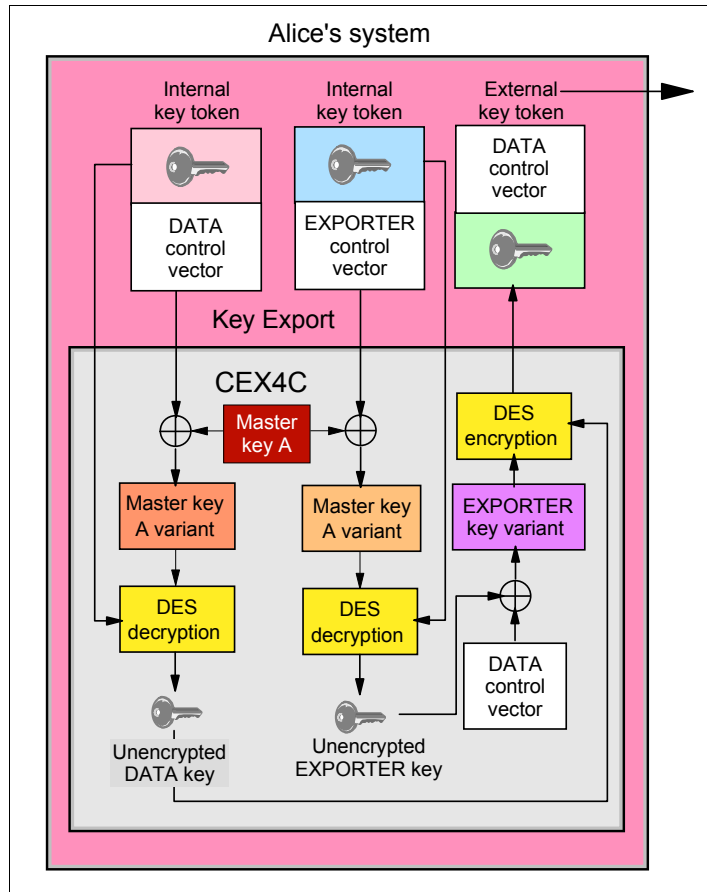 Alice's system
Internal
key token
Internal
key token
External
key token
DATA
control
vector
EXPORTER
control
vector
DATA
control
vector
Key Export
CEX4C
Master
key A
DES
encryption
Master key
A variant
Master key
A variant
EXPORTER
key variant
DES
decryption
DES
decryption
DATA
control
vector
Unencrypted
DATA key
Unencrypted
EXPORTER key